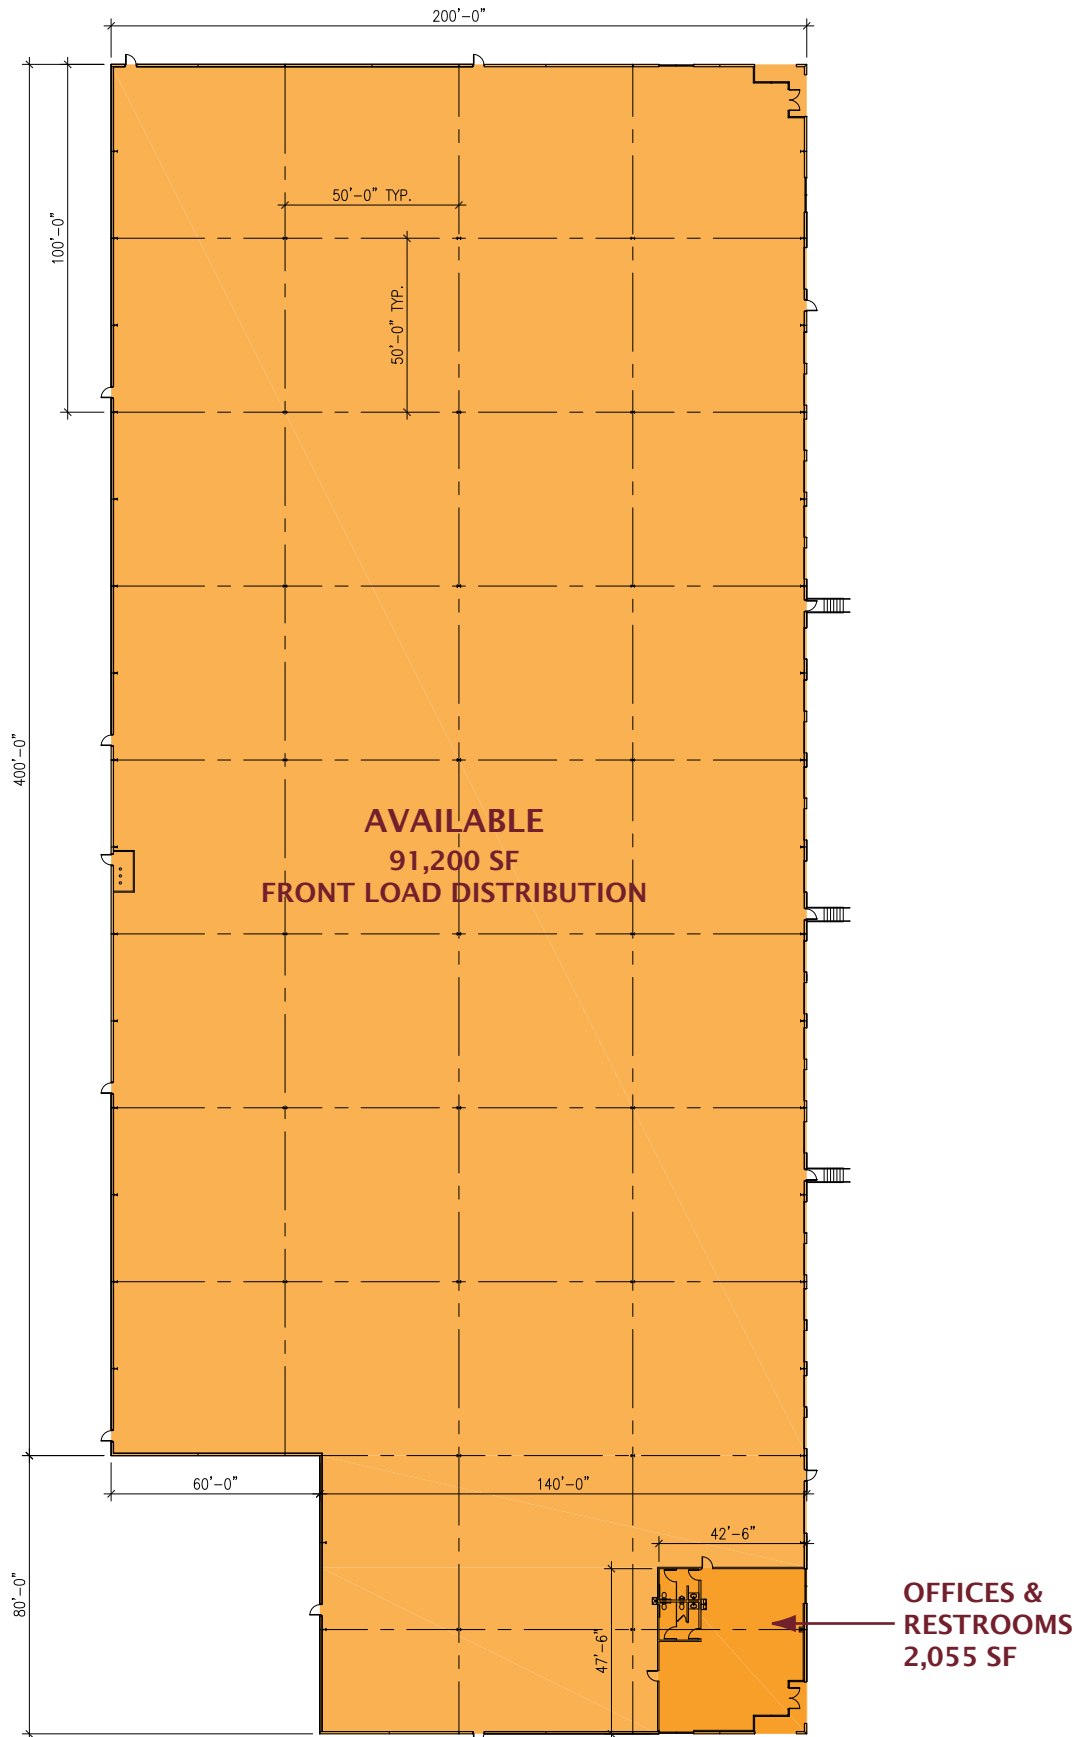 200'-0"
50'-0" TYP.
100'-0"
50'-0" TYP.
400'-0"
AVAILABLE
91,200 SF
FRONT LOAD DISTRIBUTION
60'-0"
140'-0"
42'-6"
80'-0"
47'-6"
OFFICES &
RESTROOMS
2,055 SF